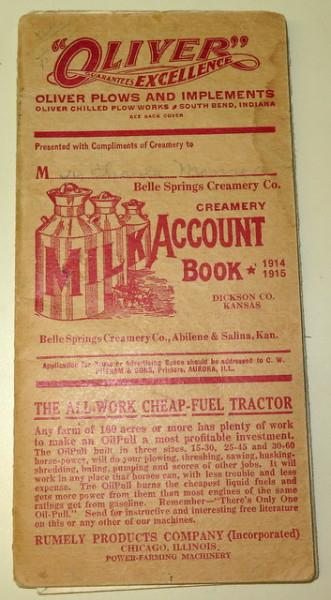 "OLIVER"
GUARANTEES EXCELLENCE
OLIVER PLOWS AND IMPLEMENTS
OLIVER CHILLED PLOW WORKS SOUTH BEND, INDIANA
SEE BACK COVER
Presented with Compliments of Creamery to
M
Belle Springs Creamery Co.
CREAMERY
MILK ACCOUNT
BOOK ★ 1914
1915
DICKSON CO.
KANSAS
Belle Springs Creamery Co., Abilene & Salina, Kan.
Application for Advertising Space should be addressed to C. W.
& SONS, Printers, AURORA, ILL.
THE ALL-WORK CHEAP-FUEL TRACTOR
Any farm of 160 acres or more has plenty of work
to make an OilPull a most profitable investment.
The OilPull built in three sizes, 15-30, 25-45 and 30-60
horse-power, will do your plowing, threshing, sawing, husking-
shredding, baling, pumping and scores of other jobs. It will
work in any place that horses can, with less trouble and less
expense. The OilPull burns the cheapest liquid fuels and
gets more power from them than most engines of the same
ratings get from gasoline. Remember—"There's Only One
Oil-Pull." Send for instructive and interesting free literature
on this or any other of our machines.
RUMELY PRODUCTS COMPANY (Incorporated)
CHICAGO, ILLINOIS,
POWER-FARMING MACHINERY